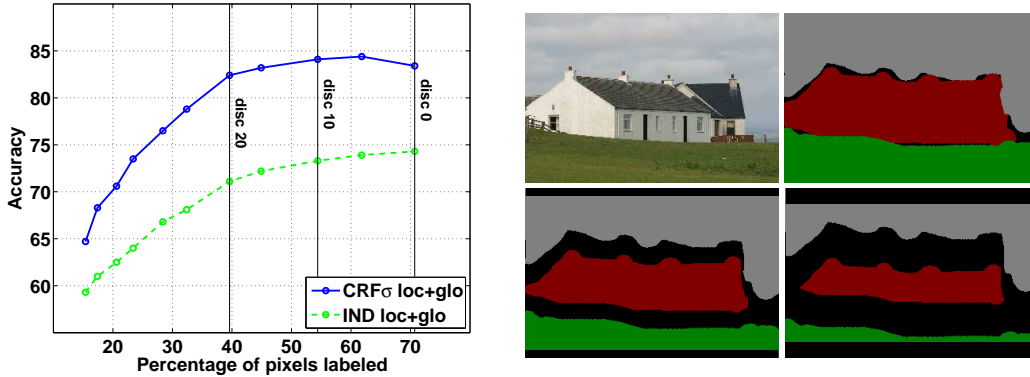 85
80
75
70
65
60
Accuracy
disc 20
disc 10
disc 0
CRFσ loc+glo
IND loc+glo
10 20 30 40 50 60 70
Percentage of pixels labeled